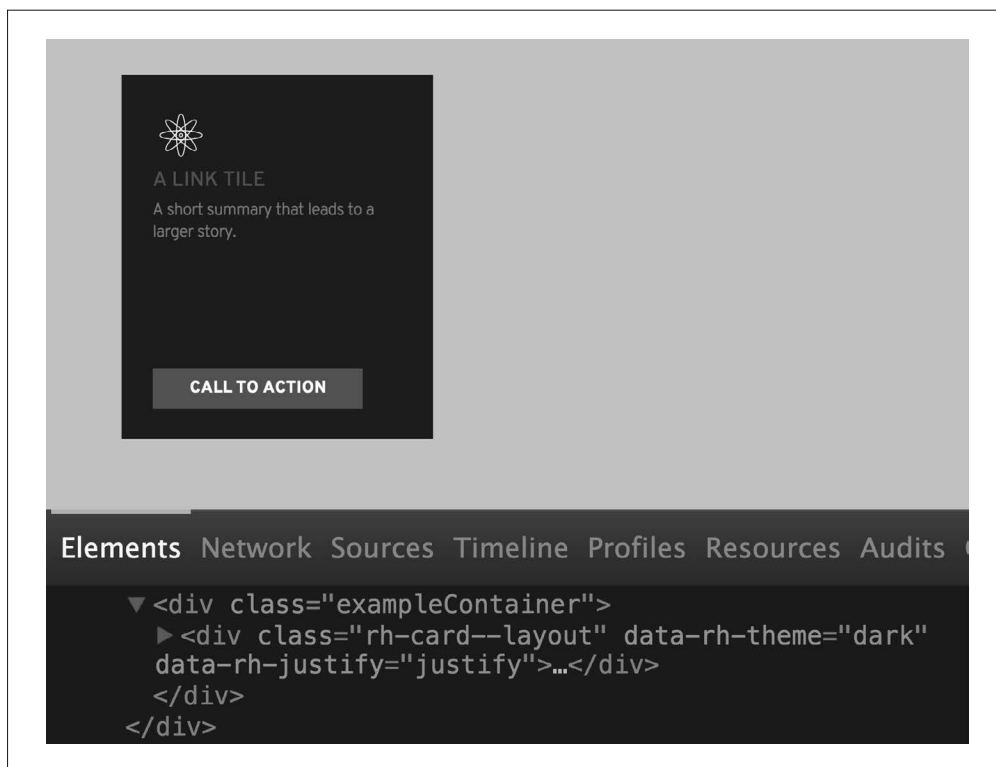 A LINK TILE
A short summary that leads to a
larger story.
CALL TO ACTION
Elements Network Sources Timeline Profiles Resources Audits
▼<div class="exampleContainer">
▶<div class="rh-card--layout" data-rh-theme="dark"
data-rh-justify="justify">…</div>
</div>
</div>